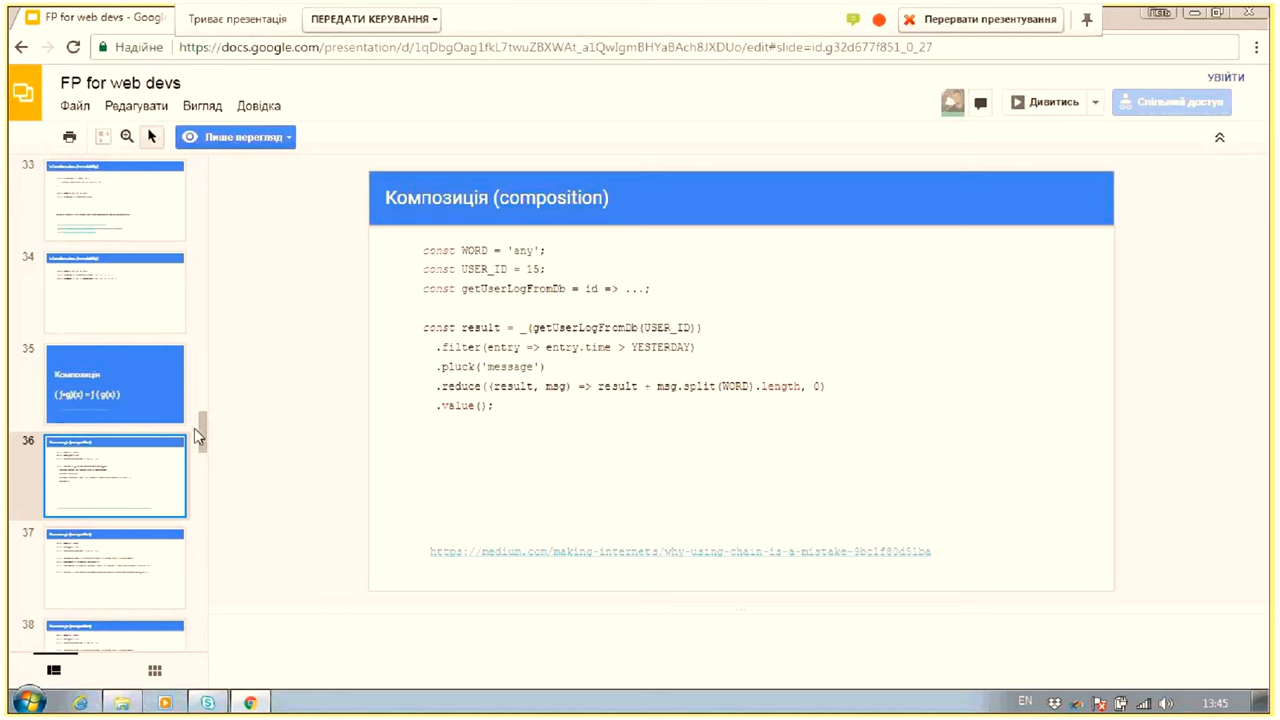 FP for web devs - Goog
Триває презентація
ПЕРЕДАТИ КЕРУВАННЯ
Перервати презентування
Гість
Надійне
https://docs.google.com/presentation/d/1qDbgOag1fkL7twuZBXWAt_a1QwIgmBHYaBAch8JXDUo/edit#slide=id.g32d677f851_0_27
FP for web devs
УВІЙТИ
Файл Редагувати Вигляд Довідка
Дивитись
Спільний доступ
Лише перегляд
33
34
35
Композиція
(f∘g)(x) = f(g(x))
36
37
38
Композиція (composition)
const WORD = 'any';
const USER_ID = 15;
const getUserLogFromDb = id => ...;
const result = _(getUserLogFromDb(USER_ID))
.filter(entry => entry.time > YESTERDAY)
.pluck('message')
.reduce((result, msg) => result + msg.split(WORD).length, 0)
.value();
https://medium.com/making-internets/why-using-chain-is-a-mistake-9bc1f80d51ba
EN
13:45